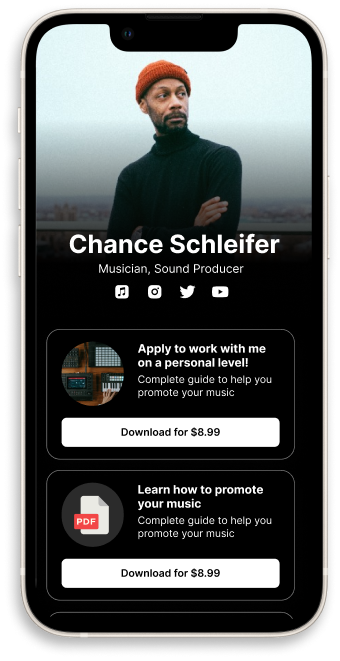 Chance Schleifer
Musician, Sound Producer
Apply to work with me
on a personal level!
Complete guide to help you
promote your music
Download for $8.99
Learn how to promote
your music
PDF
Complete guide to help you
promote your music
Download for $8.99